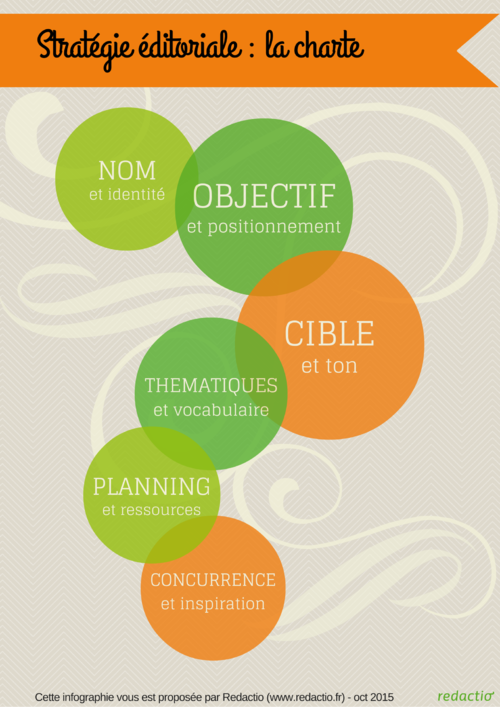 Stratégie éditoriale : la charte
NOM
et identité
OBJECTIF
et positionnement
CIBLE
et ton
THEMATIQUES
et vocabulaire
PLANNING
et ressources
CONCURRENCE
et inspiration
Cette infographie vous est proposée par Redactio (www.redactio.fr) - oct 2015
redactio